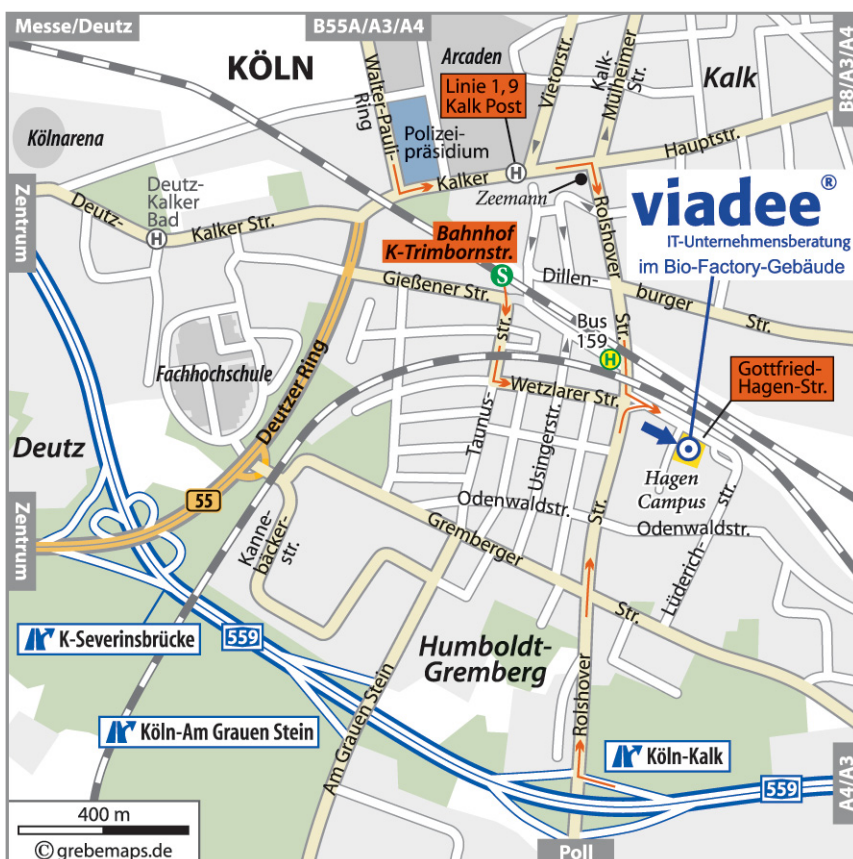 Messe/Deutz
B55A/A3/A4
B8/A3/A4
KÖLN
Arcaden
Kalk
Linie 1, 9
Kalk Post
Walter-Pauli-
Ring
Vietorstr.
Kalk-
Mülheimer
Str.
Kölnarena
Polizei-
präsidium
Hauptstr.
Kalker
Zeemann
Zentrum
Deutz-
Kalker
Bad
H
H
Deutz-
Kalker Str.
Rolshover
viadee®
IT-Unternehmensberatung
im Bio-Factory-Gebäude
Bahnhof
K-Trimbornstr.
S
Gießener Str.
Dillen-
burger
Str.
Str.
str.
Bus
159
H
Fachhochschule
Deutzer Ring
Wetzlarer Str.
Gottfried-
Hagen-Str.
Taunus-
Usingerstr.
Deutz
Hagen
Campus
str.
55
Odenwaldstr.
Odenwaldstr.
Str.
Zentrum
Kanne-
bäcker-
str.
Gremberger
Str.
Lüderich-
K-Severinsbrücke
559
Humboldt-
Gremberg
Köln-Am Grauen Stein
Am Grauen Stein
Rolshover
Köln-Kalk
559
A4/A3
400 m
© grebemaps.de
Poll